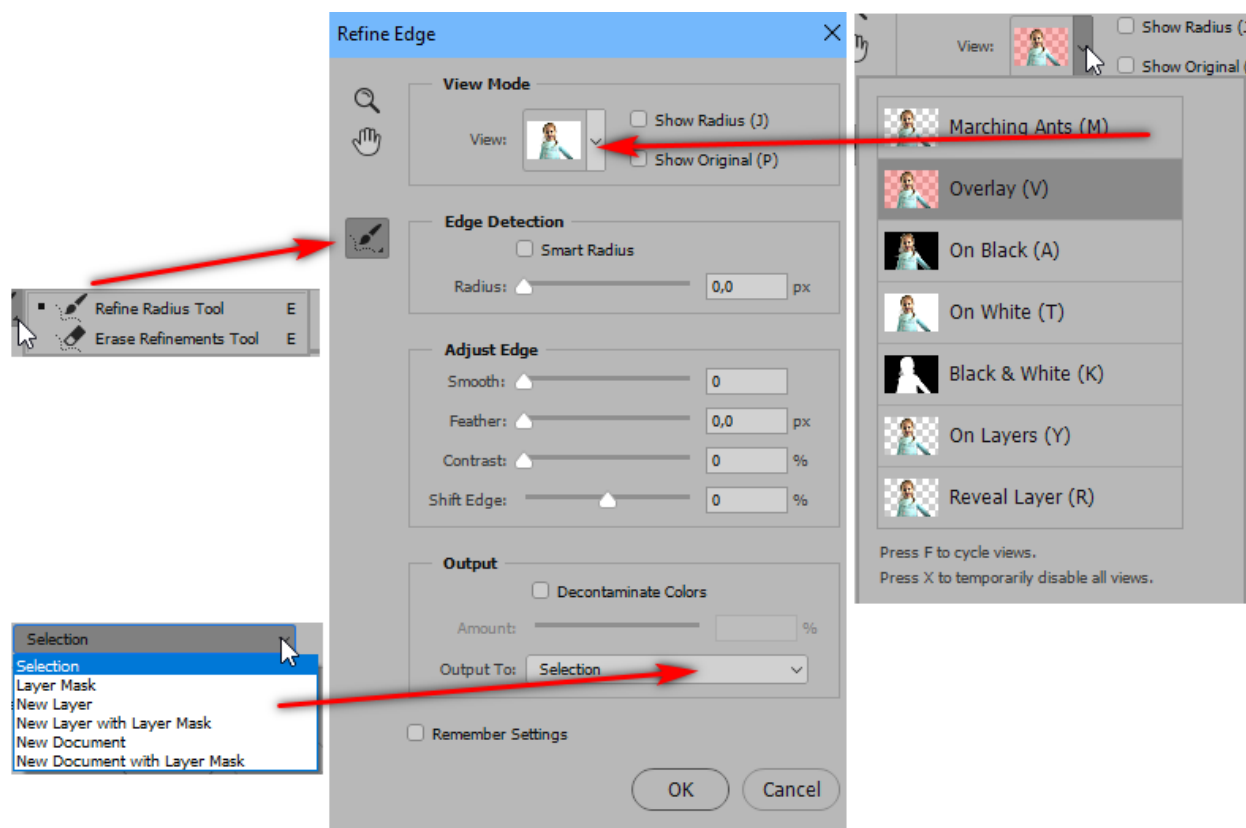 Refine Edge
View Mode
View:
Show Radius (J)
Show Original (P)
Edge Detection
Smart Radius
Radius:
0,0
px
Adjust Edge
Smooth:
0
Feather:
0,0
px
Contrast:
0
%
Shift Edge:
0
%
Output
Decontaminate Colors
Amount:
%
Output To:
Selection
Remember Settings
OK
Cancel
Refine Radius Tool
E
Erase Refinements Tool
E
Selection
Selection
Layer Mask
New Layer
New Layer with Layer Mask
New Document
New Document with Layer Mask
View:
Show Radius (J
Show Original (
Marching Ants (M)
Overlay (V)
On Black (A)
On White (T)
Black & White (K)
On Layers (Y)
Reveal Layer (R)
Press F to cycle views.
Press X to temporarily disable all views.